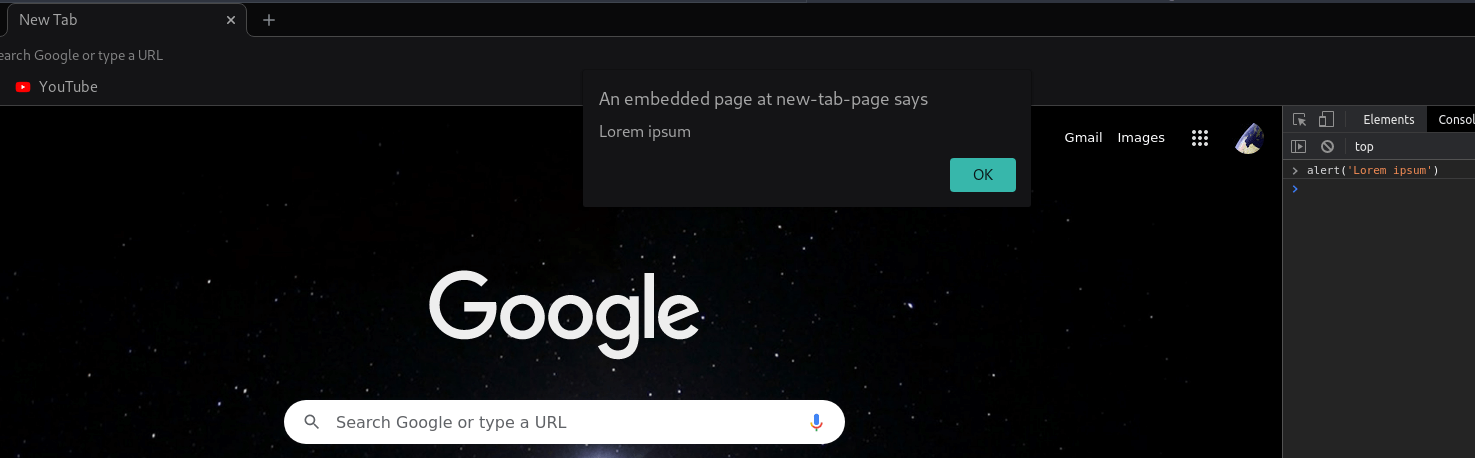 New Tab
earch Google or type a URL
YouTube
An embedded page at new-tab-page says
Lorem ipsum
OK
Gmail Images
Elements Consol
top
alert('Lorem ipsum')
Google
Search Google or type a URL